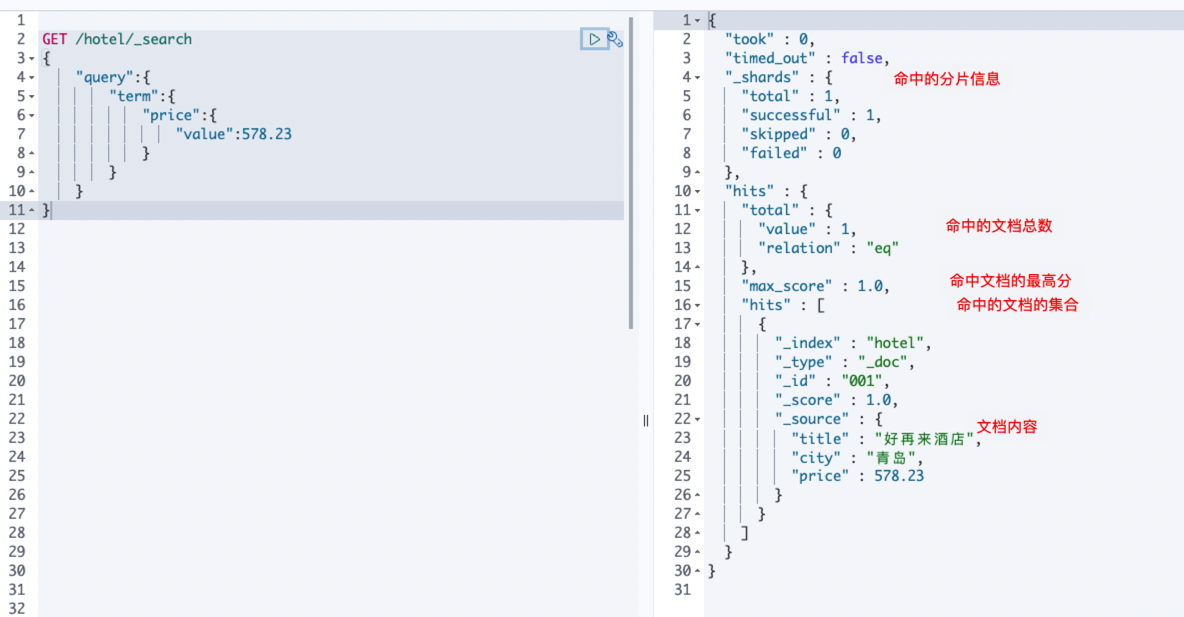 1
2 GET /hotel/_search
3 {
4 "query":{
5 "term":{
6 "price":{
7 "value":578.23
8 }
9 }
10 }
11 }
12
13
14
15
16
17
18
19
20
21
22
23
24
25
26
27
28
29
30
31
32
1 {
2 "took" : 0,
3 "timed_out" : false,
4 "_shards" : { 命中的分片信息
5 "total" : 1,
6 "successful" : 1,
7 "skipped" : 0,
8 "failed" : 0
9 },
10 "hits" : {
11 "total" : {
12 "value" : 1, 命中的文档总数
13 "relation" : "eq"
14 },
15 "max_score" : 1.0, 命中文档的最高分
16 "hits" : [ 命中的文档的集合
17 {
18 "_index" : "hotel",
19 "_type" : "_doc",
20 "_id" : "001",
21 "_score" : 1.0,
22 "_source" : { 文档内容
23 "title" : "好再来酒店",
24 "city" : "青岛",
25 "price" : 578.23
26 }
27 }
28 ]
29 }
30 }
31